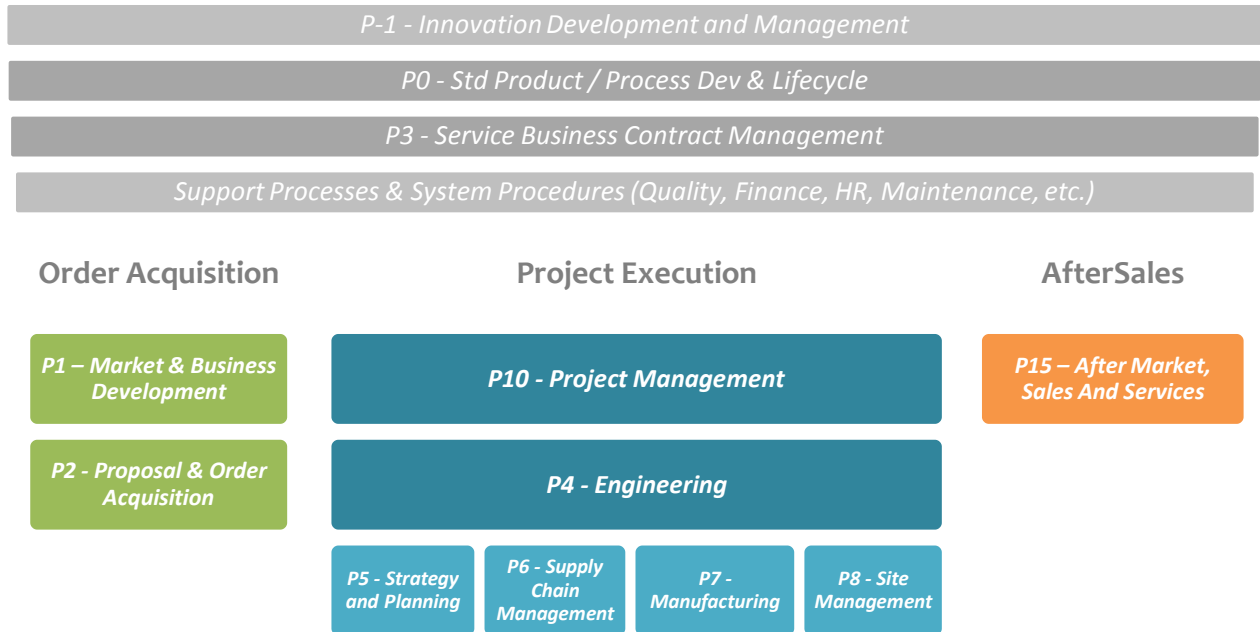 P-1 - Innovation Development and Management
P0 - Std Product / Process Dev & Lifecycle
P3 - Service Business Contract Management
Support Processes & System Procedures (Quality, Finance, HR, Maintenance, etc.)
Order Acquisition
Project Execution
AfterSales
P1 – Market & Business
Development
P10 - Project Management
P15 – After Market,
Sales And Services
P2 - Proposal & Order
Acquisition
P4 - Engineering
P5 - Strategy
and Planning
P6 - Supply
Chain
Management
P7 -
Manufacturing
P8 - Site
Management